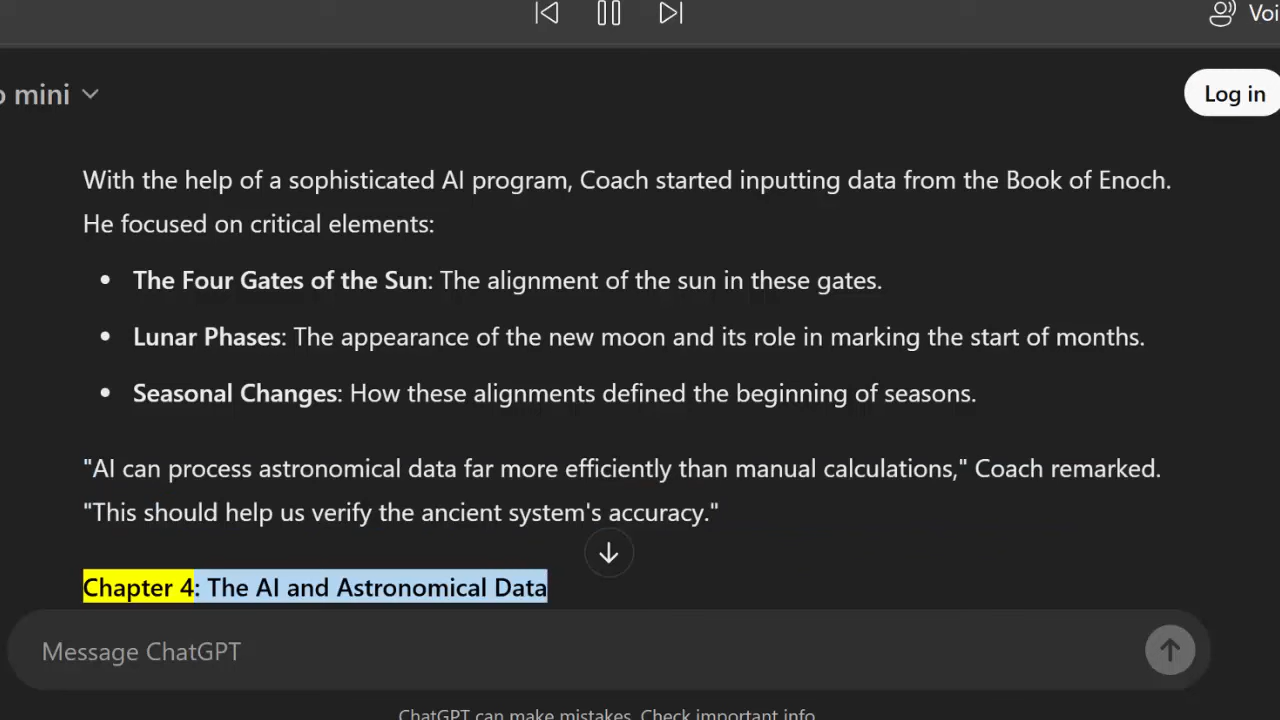 Voi
o mini
Log in
With the help of a sophisticated AI program, Coach started inputting data from the Book of Enoch.
He focused on critical elements:
• The Four Gates of the Sun: The alignment of the sun in these gates.
• Lunar Phases: The appearance of the new moon and its role in marking the start of months.
• Seasonal Changes: How these alignments defined the beginning of seasons.
"AI can process astronomical data far more efficiently than manual calculations," Coach remarked.
"This should help us verify the ancient system's accuracy."
Chapter 4: The AI and Astronomical Data
Message ChatGPT
ChatGPT can make mistakes. Check important info.